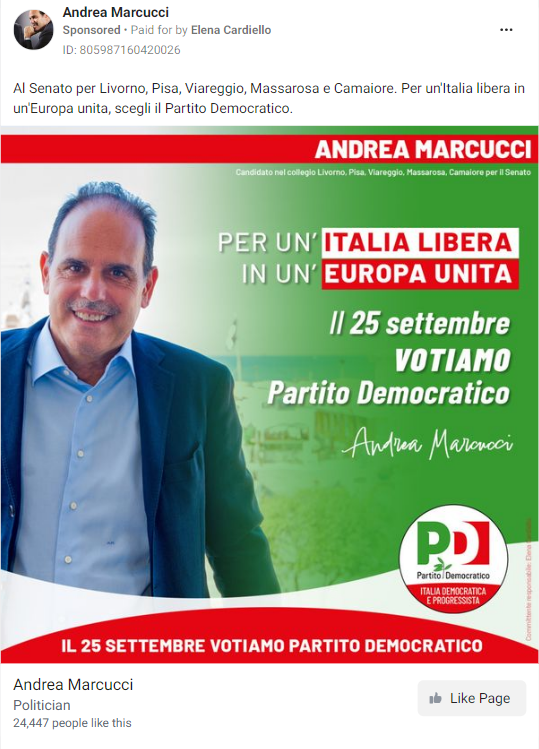 Andrea Marcucci
Sponsored • Paid for by Elena Cardiello
ID: 805987160420026
Al Senato per Livorno, Pisa, Viareggio, Massarosa e Camaiore. Per un'Italia libera in
un'Europa unita, scegli il Partito Democratico.
ANDREA MARCUCCI
Candidato nel collegio Livorno, Pisa, Viareggio, Massarosa, Camaiore per il Senato
PER UN' ITALIA LIBERA
IN UN' EUROPA UNITA
Il 25 settembre
VOTIAMO
Partito Democratico
Andrea Marcucci
PD
Partito Democratico
ITALIA DEMOCRATICA
E PROGRESSISTA
Committente responsabile: Elena
IL 25 SETTEMBRE VOTIAMO PARTITO DEMOCRATICO
Andrea Marcucci
Politician
24,447 people like this
Like Page